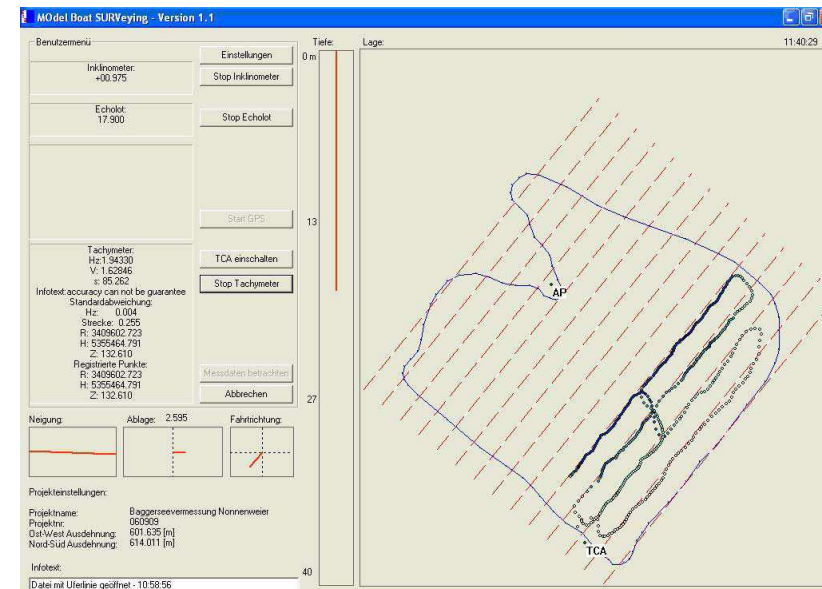 MOdel Boat SURVeying - Version 1.1
Benutzermenü
Einstellungen
Inklinometer:
+00.975
Stop Inklinometer
Echolot:
17.900
Stop Echolot
Start GPS
Tachymeter:
Hz:1.94330
V: 1.62846
s: 85.262
Infotext:accuracy can not be guarantee
Standardabweichung:
Hz: 0.004
Strecke: 0.255
R: 3409602.723
H: 5355464.791
Z: 132.610
Registrierte Punkte:
R: 3409602.723
H: 5355464.791
Z: 132.610
TCA einschalten
Stop Tachymeter
Messdaten betrachten
Abbrechen
Neigung:
Ablage: 2.595
Fahrtrichtung:
Projekteinstellungen:
Projektname: Baggerseevermessung Nonnenweier
Projektnr: 060909
Ost-West Ausdehnung: 601.635 [m]
Nord-Süd Ausdehnung: 614.011 [m]
Infotext:
Datei mit Uferlinie geöffnet - 10:58:56
Tiefe:
0 m
13
27
40
Lage:
11:40:29
AP
TCA